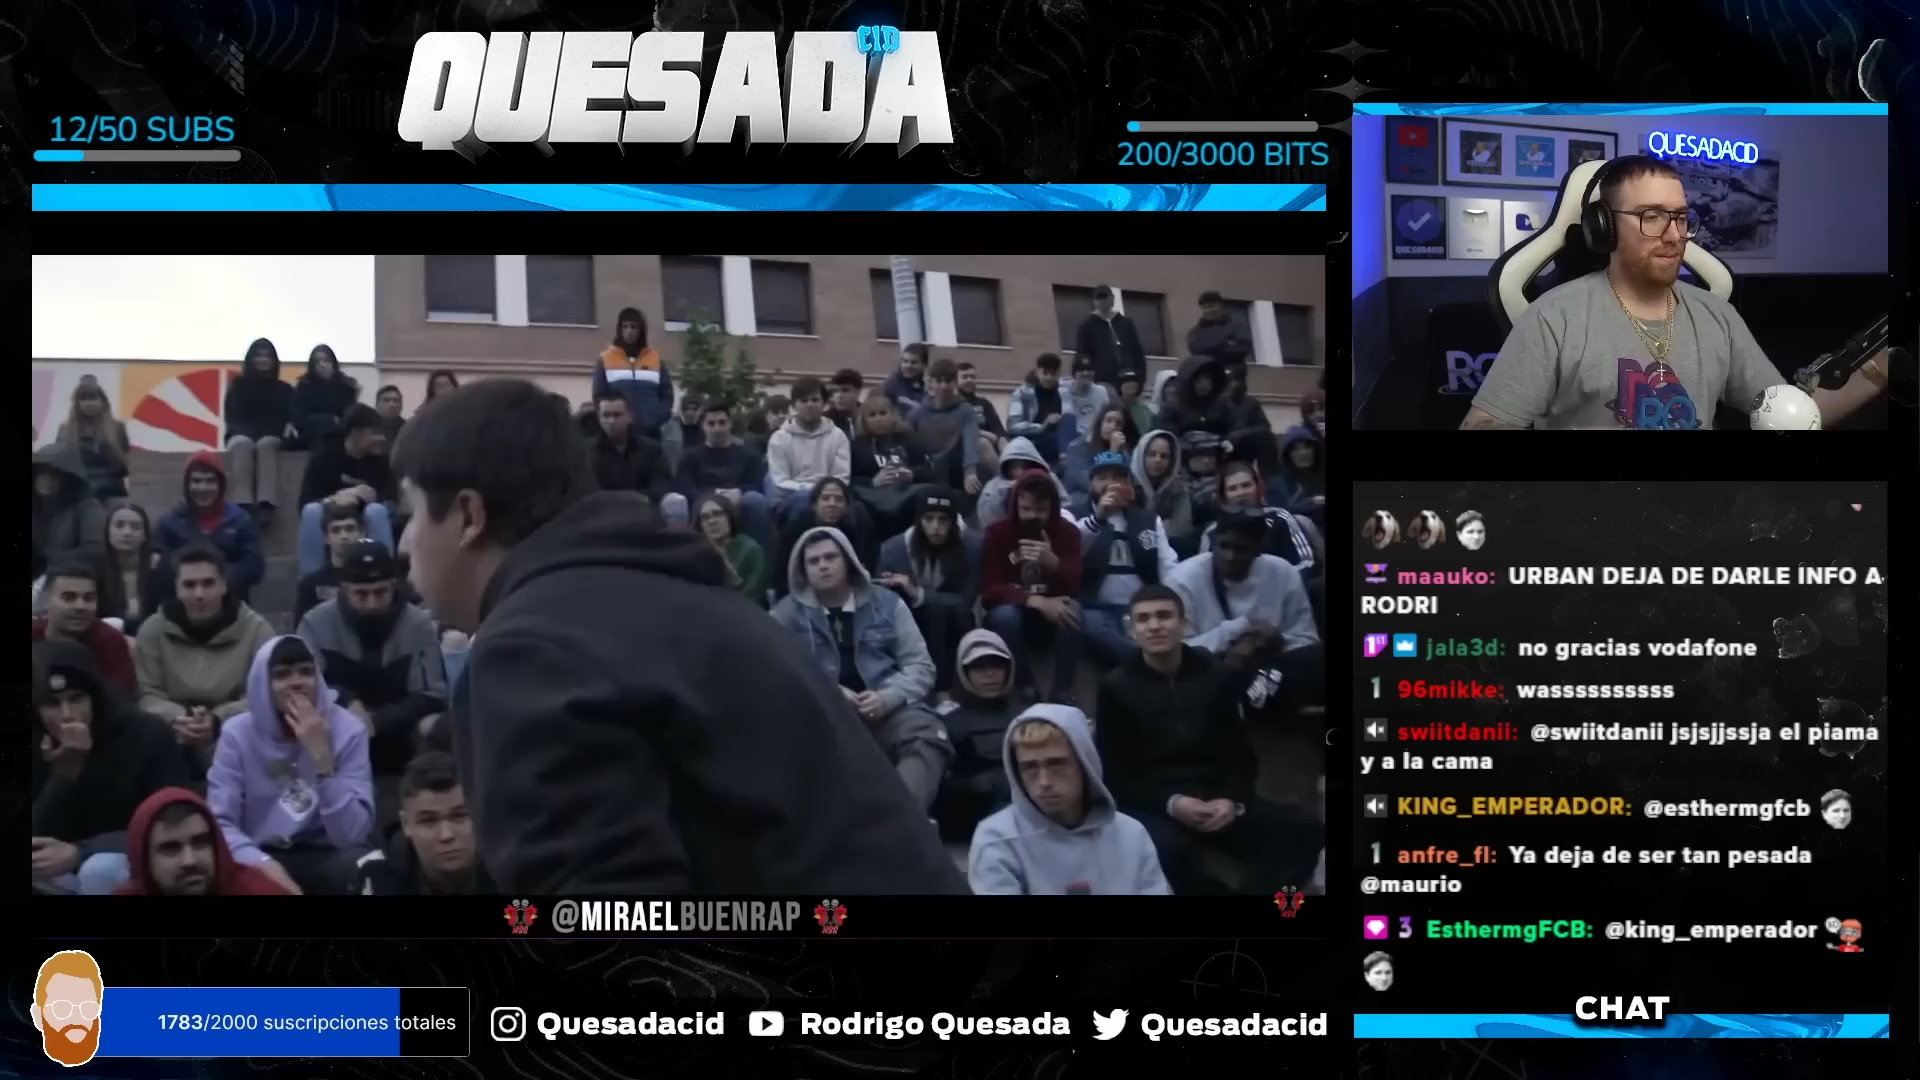 QUESADA
CID
12/50 SUBS
200/3000 BITS
QUESADACID
@MIRAELBUENRAP
maauko: URBAN DEJA DE DARLE INFO A
RODRI
jala3d: no gracias vodafone
96mikke: wasssssssssss
swiitdanii: @swiitdanii jsjsjjssja el piama
y a la cama
KING_EMPERADOR: @esthermgfcb
anfre_fl: Ya deja de ser tan pesada
@maurio
3 EsthermgFCB: @king_emperador
CHAT
1783/2000 suscripciones totales
Quesadacid
Rodrigo Quesada
Quesadacid